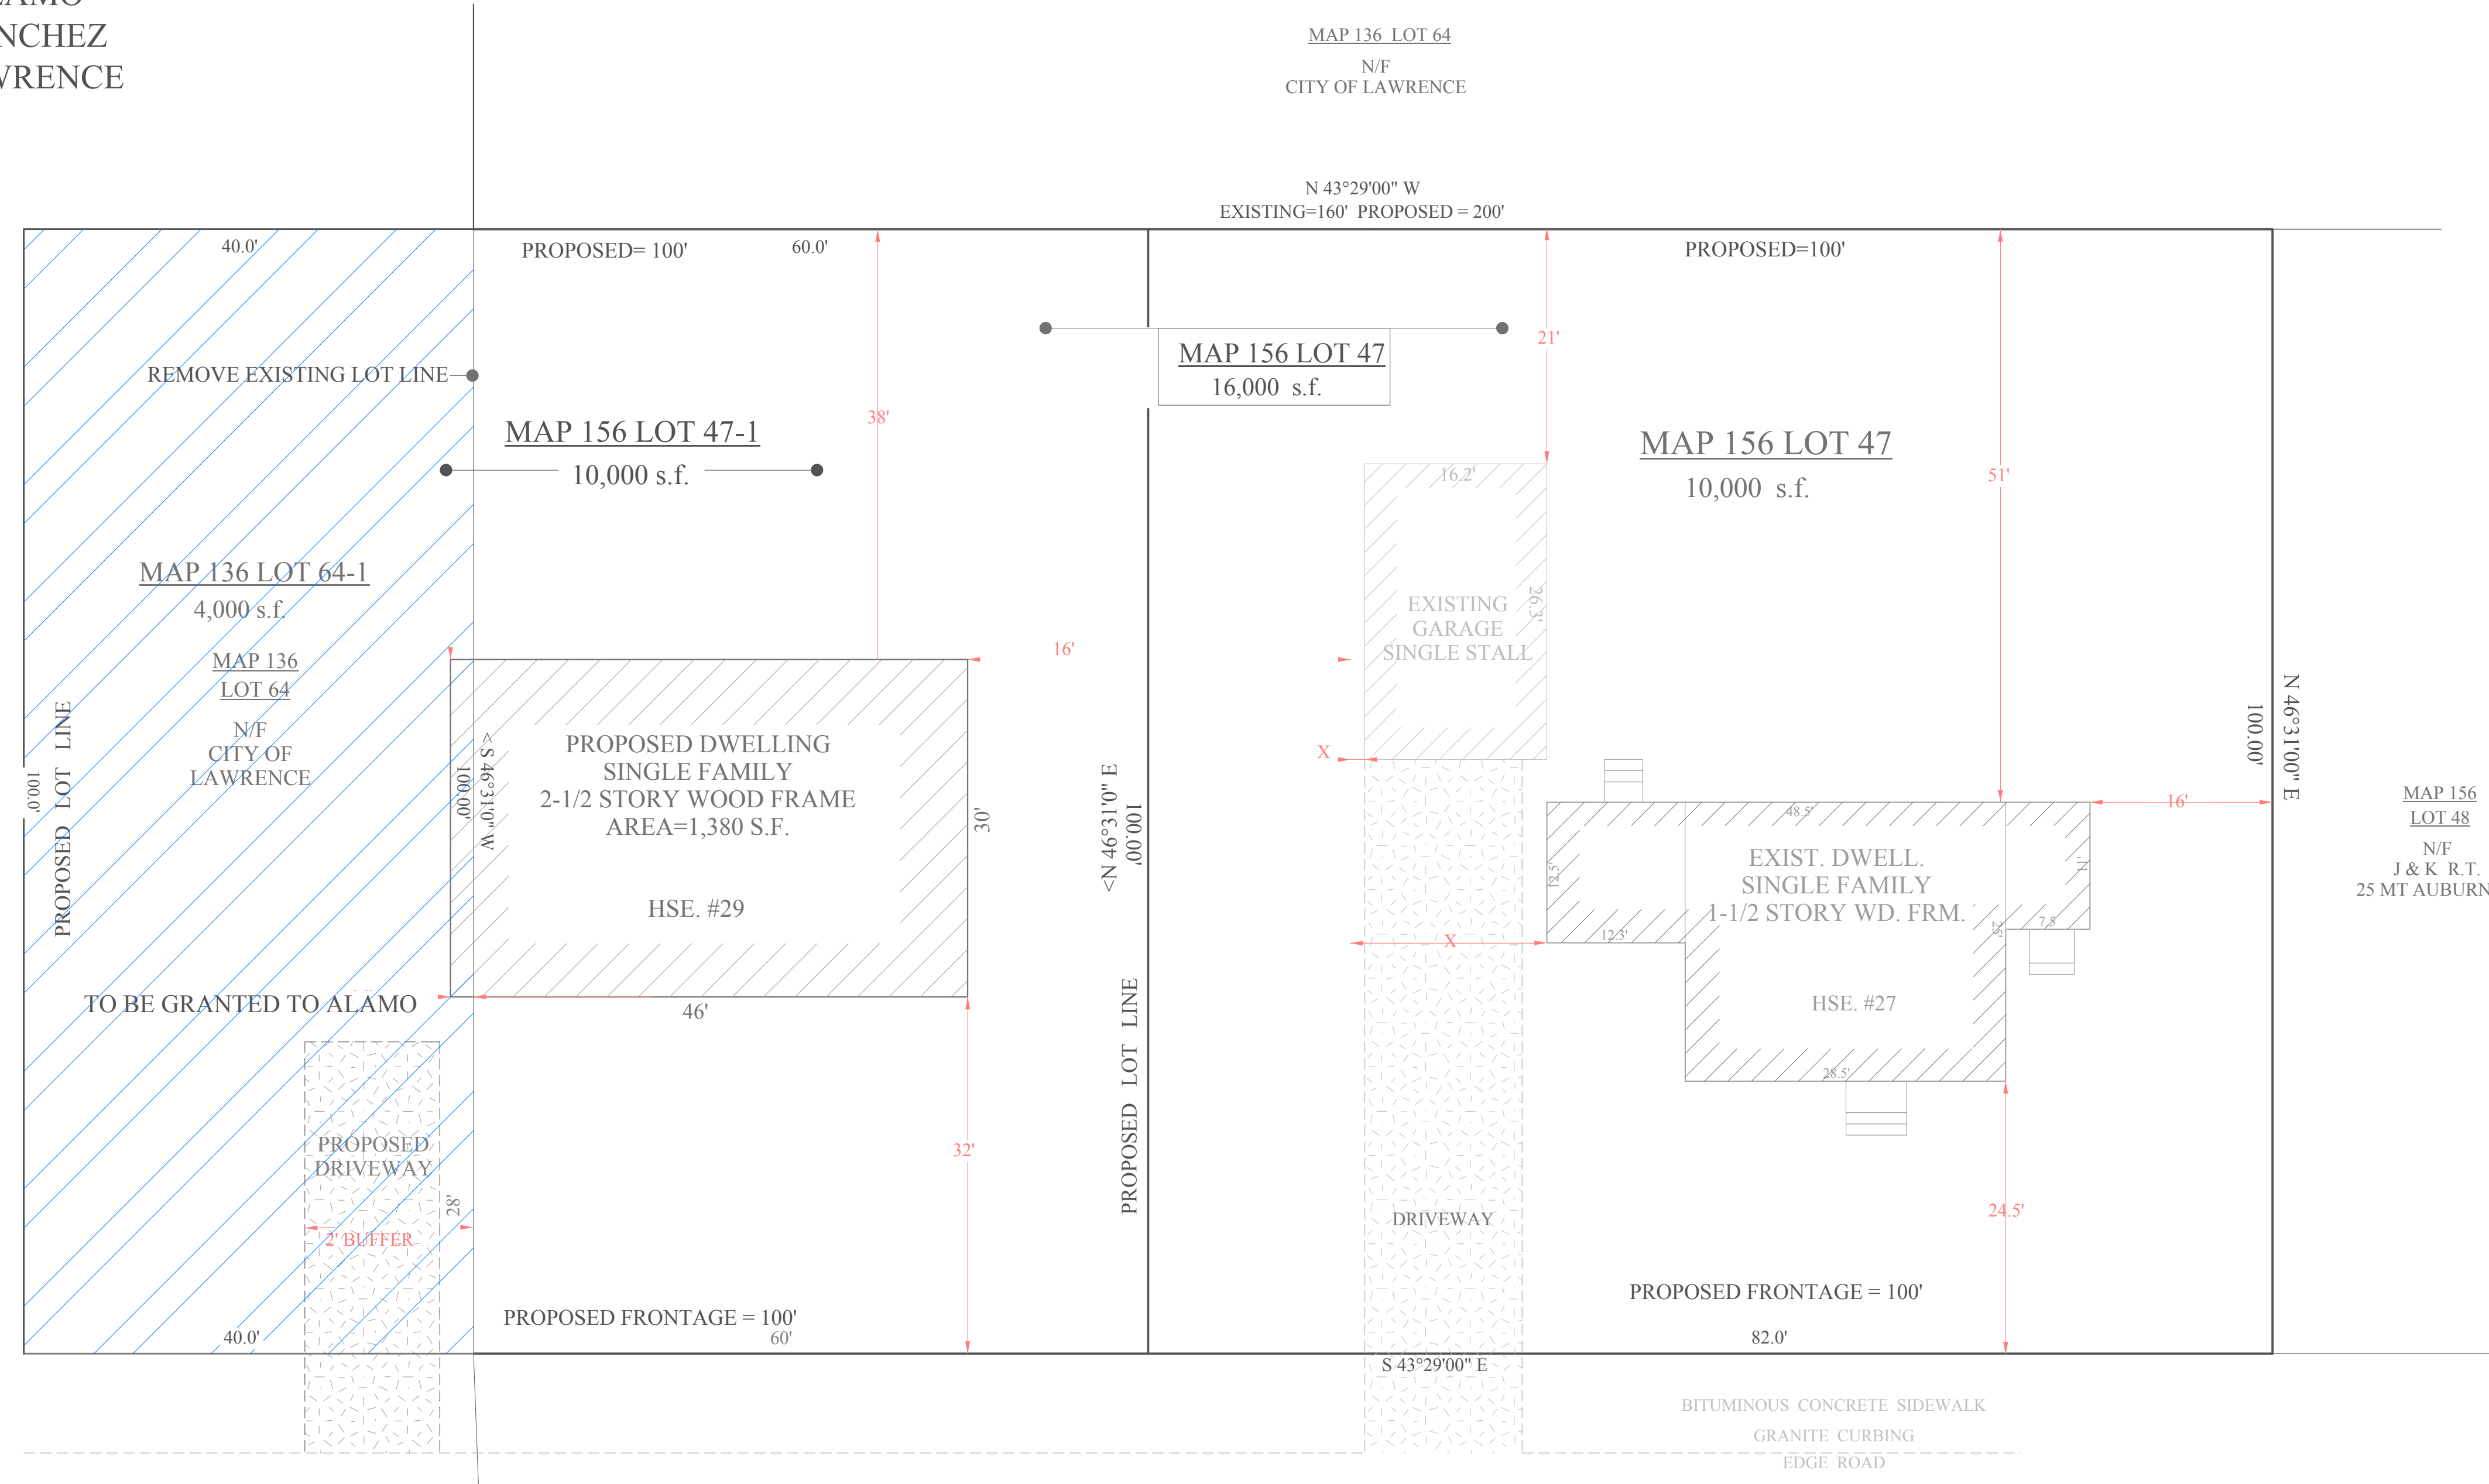 NCHEZ
WRENCE
MAP 136 LOT 64
N/F
CITY OF LAWRENCE
N 43°29'00" W
EXISTING=160' PROPOSED = 200'
40.0'
PROPOSED= 100'
60.0'
PROPOSED=100'
REMOVE EXISTING LOT LINE
MAP 156 LOT 47
16,000 s.f.
21'
38'
51'
MAP 156 LOT 47-1
10,000 s.f.
MAP 156 LOT 47
10,000 s.f.
16.2'
26.3'
EXISTING
GARAGE
SINGLE STALL
MAP 136 LOT 64-1
4,000 s.f.
MAP 136
LOT 64
N/F
CITY OF
LAWRENCE
PROPOSED LOT LINE
100.0'
16'
X
PROPOSED DWELLING
SINGLE FAMILY
2-1/2 STORY WOOD FRAME
AREA=1,380 S.F.
HSE. #29
30'
46'
<S 46°31'0" W
100.00'
<N 46°31'0" E
100.00'
PROPOSED LOT LINE
N 46°31'00" E
100.00'
48.5'
16'
12.5'
11'
EXIST. DWELL.
SINGLE FAMILY
1-1/2 STORY WD. FRM.
HSE. #27
X
12.3'
25'
7.5
28.5'
MAP 156
LOT 48
N/F
J & K R.T.
25 MT AUBURN
TO BE GRANTED TO ALAMO
PROPOSED
DRIVEWAY
28'
2' BUFFER
32'
DRIVEWAY
24.5'
PROPOSED FRONTAGE = 100'
PROPOSED FRONTAGE = 100'
40.0'
60'
82.0'
S 43°29'00" E
BITUMINOUS CONCRETE SIDEWALK
GRANITE CURBING
EDGE ROAD